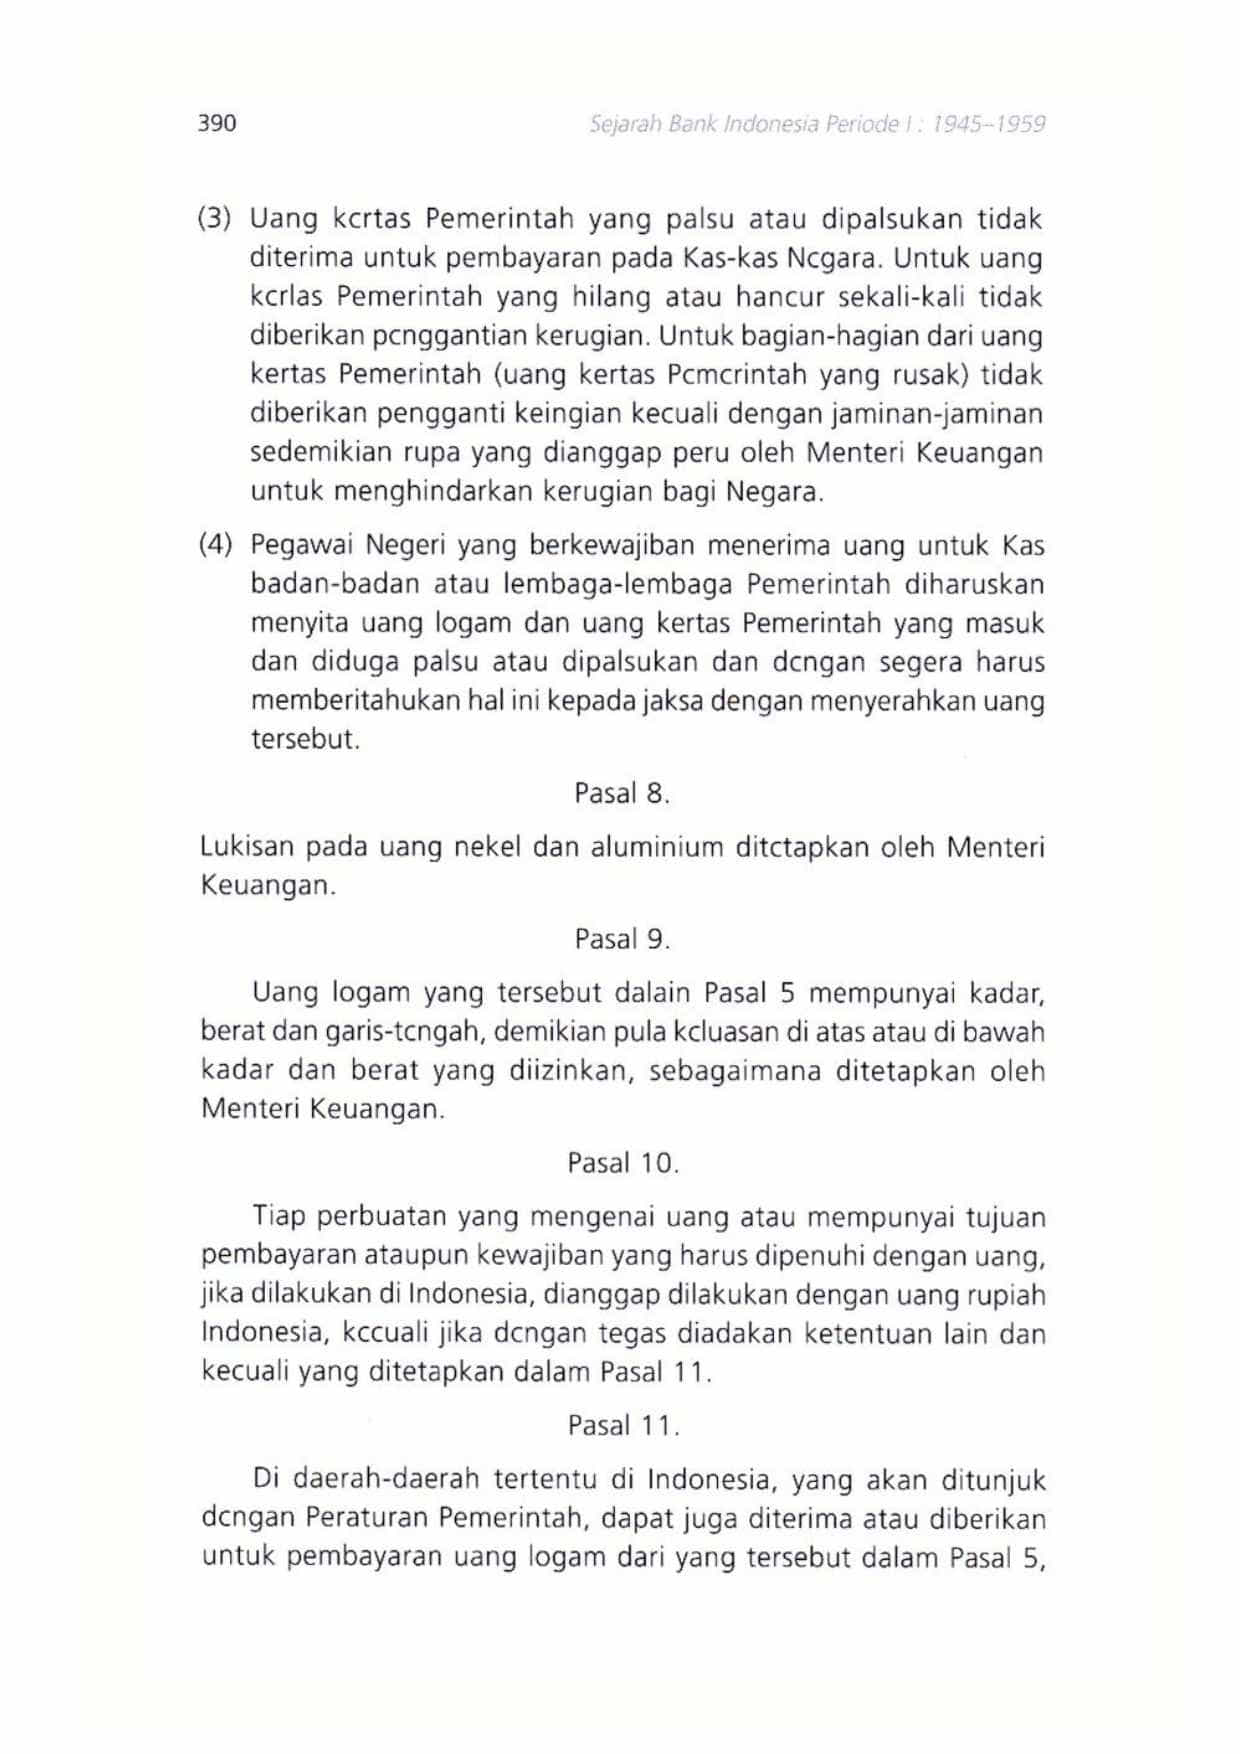 390
Sejarah Bank Indonesia Periode I : 1945–1959
(3) Uang kcrtas Pemerintah yang palsu atau dipalsukan tidak
diterima untuk pembayaran pada Kas-kas Ncgara. Untuk uang
kcrlas Pemerintah yang hilang atau hancur sekali-kali tidak
diberikan pcnggantian kerugian. Untuk bagian-hagian dari uang
kertas Pemerintah (uang kertas Pcmcrintah yang rusak) tidak
diberikan pengganti keingian kecuali dengan jaminan-jaminan
sedemikian rupa yang dianggap peru oleh Menteri Keuangan
untuk menghindarkan kerugian bagi Negara.
(4) Pegawai Negeri yang berkewajiban menerima uang untuk Kas
badan-badan atau lembaga-lembaga Pemerintah diharuskan
menyita uang logam dan uang kertas Pemerintah yang masuk
dan diduga palsu atau dipalsukan dan dcngan segera harus
memberitahukan hal ini kepada jaksa dengan menyerahkan uang
tersebut.
Pasal 8.
Lukisan pada uang nekel dan aluminium ditctapkan oleh Menteri
Keuangan.
Pasal 9.
Uang logam yang tersebut dalain Pasal 5 mempunyai kadar,
berat dan garis-tcngah, demikian pula kcluasan di atas atau di bawah
kadar dan berat yang diizinkan, sebagaimana ditetapkan oleh
Menteri Keuangan.
Pasal 10.
Tiap perbuatan yang mengenai uang atau mempunyai tujuan
pembayaran ataupun kewajiban yang harus dipenuhi dengan uang,
jika dilakukan di Indonesia, dianggap dilakukan dengan uang rupiah
Indonesia, kccuali jika dcngan tegas diadakan ketentuan lain dan
kecuali yang ditetapkan dalam Pasal 11.
Pasal 11.
Di daerah-daerah tertentu di Indonesia, yang akan ditunjuk
dcngan Peraturan Pemerintah, dapat juga diterima atau diberikan
untuk pembayaran uang logam dari yang tersebut dalam Pasal 5,